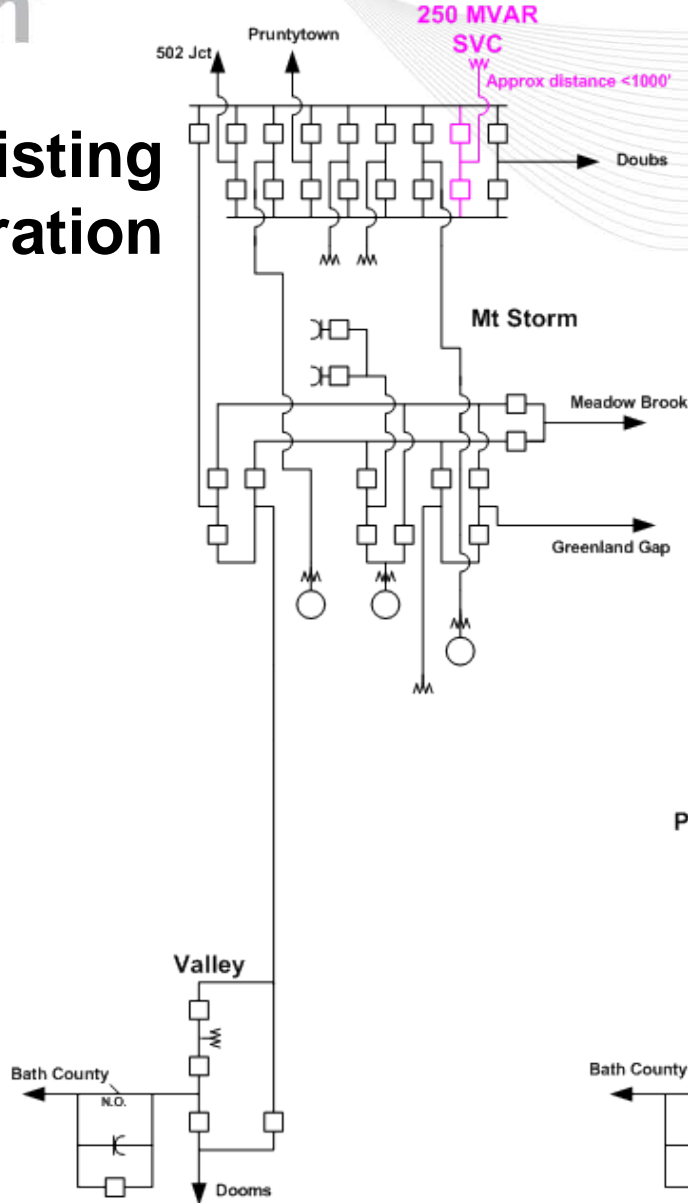 250 MVAR
SVC
Pruntytown
502 Jct
Approx distance <1000'
isting
Doubs
ration
Mt Storm
Meadow Brook
Greenland Gap
P
Valley
Bath County
N.O.
Bath County
Dooms